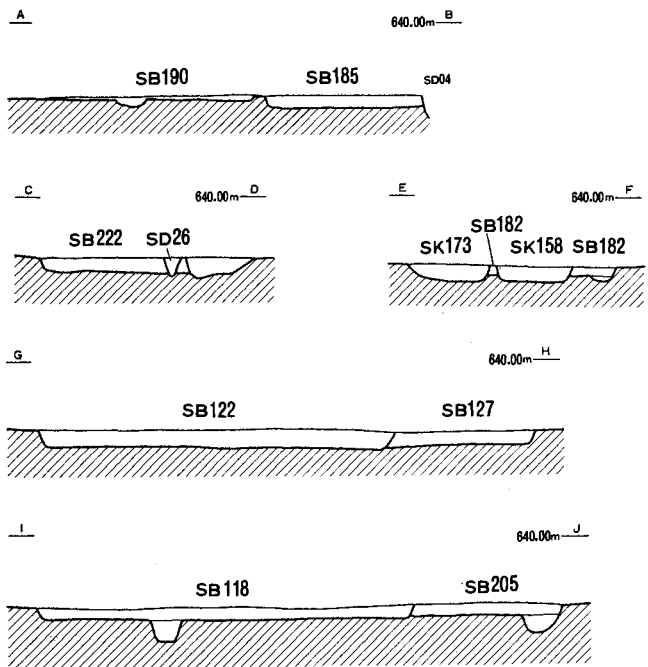 A 640.00m B
SB190 SB185 SD04
C 640.00m D
SB222 SD26
E 640.00m F
SK173 SB182 SK158 SB182
G 640.00m H
SB122 SB127
I 640.00m J
SB118 SB205